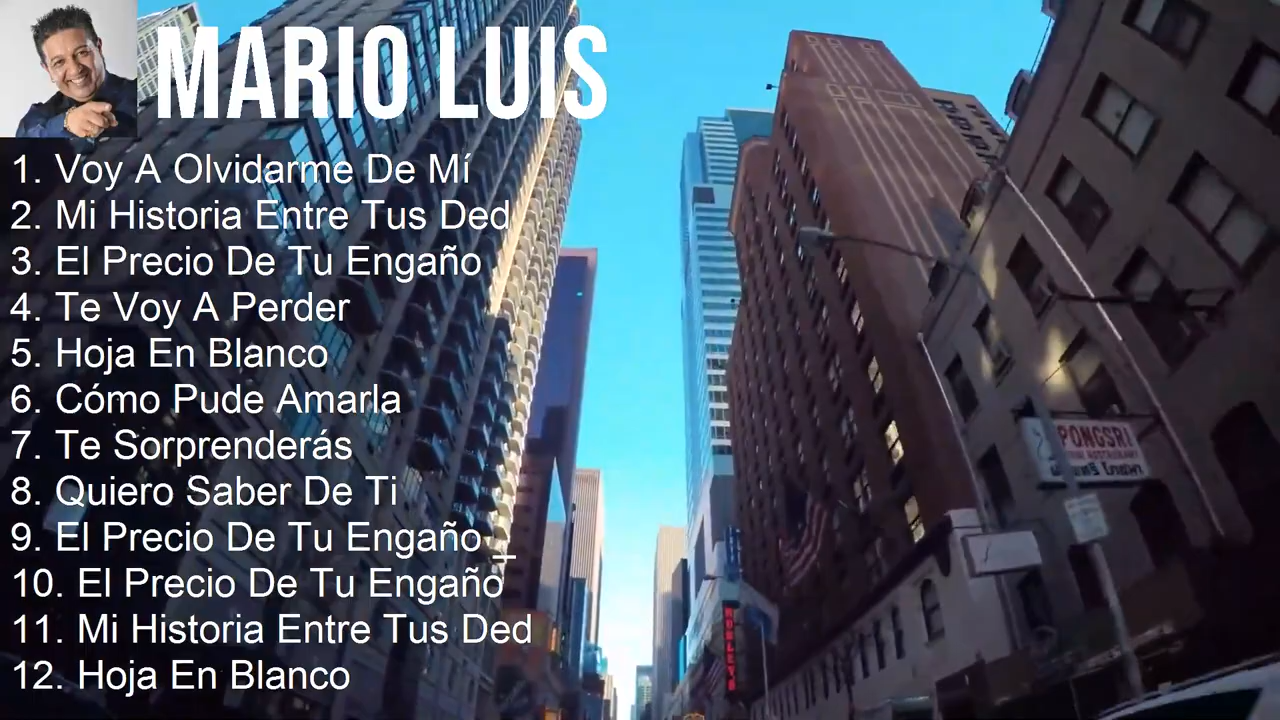 MARIO LUIS
1. Voy A Olvidarme De Mí
2. Mi Historia Entre Tus Ded
3. El Precio De Tu Engaño
4. Te Voy A Perder
5. Hoja En Blanco
6. Cómo Pude Amarla
7. Te Sorprenderás
8. Quiero Saber De Ti
9. El Precio De Tu Engaño _
10. El Precio De Tu Engaño
11. Mi Historia Entre Tus Ded
12. Hoja En Blanco
PONGSRI